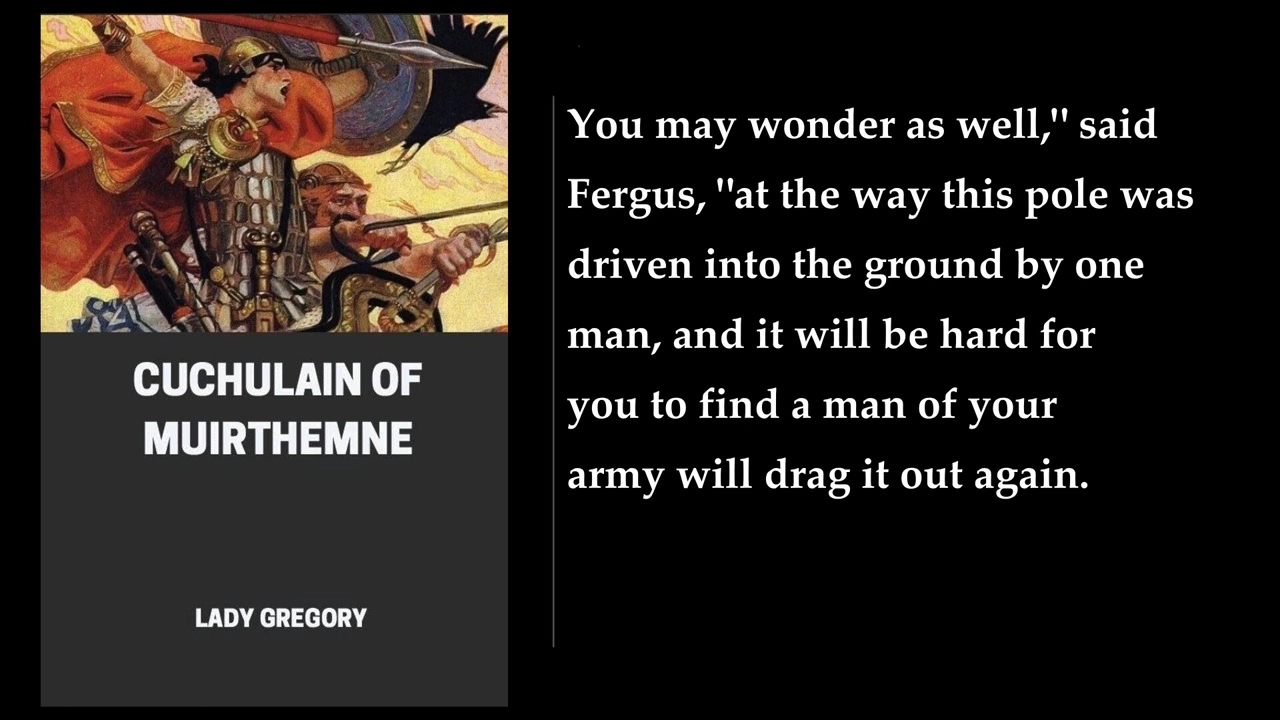 CUCHULAIN OF
MUIRTHEMNE
LADY GREGORY
You may wonder as well," said
Fergus, "at the way this pole was
driven into the ground by one
man, and it will be hard for
you to find a man of your
army will drag it out again.